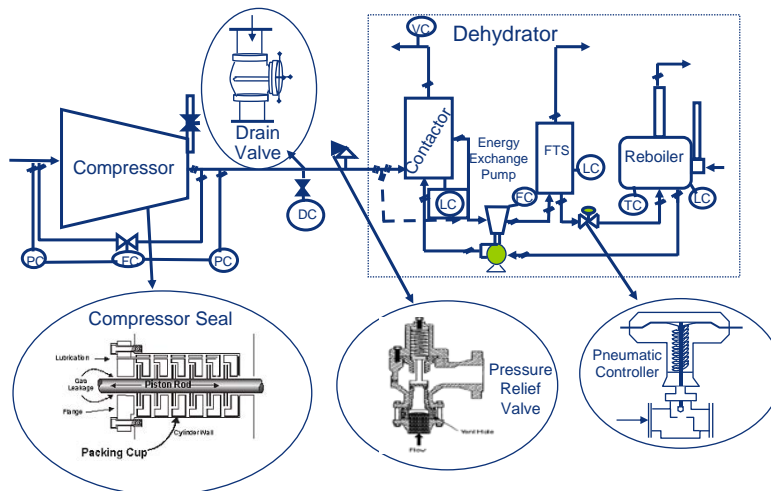 VC
Dehydrator
Drain
Valve
Compressor
Contactor
Energy
Exchange
Pump
FTS
Reboiler
LC
LC
FC
TC
LC
DC
PC
FC
PC
Compressor Seal
Lubrication
Gas
Leakage
Piston Rod
Flange
Cylinder Wall
Packing Cup
Pressure
Relief
Valve
Vent Hole
Flow
Pneumatic
Controller